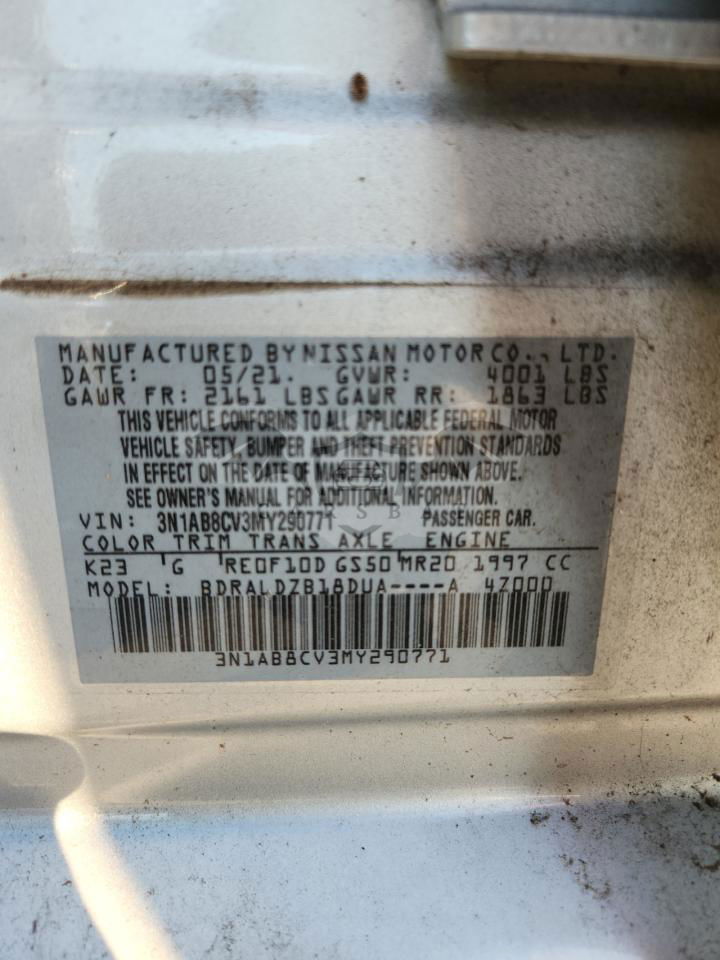 MANUFACTURED BY NISSAN MOTOR CO., LTD.
DATE: 05/21. GVWR: 4001 LBS
GAWR FR: 2161 LBS GAWR RR: 1863 LBS
THIS VEHICLE CONFORMS TO ALL APPLICABLE FEDERAL MOTOR
VEHICLE SAFETY, BUMPER AND THEFT PREVENTION STANDARDS
IN EFFECT ON THE DATE OF MANUFACTURE SHOWN ABOVE.
SEE OWNER'S MANUAL FOR ADDITIONAL INFORMATION.
VIN: 3N1AB8CV3MY290771 PASSENGER CAR.
COLOR TRIM TRANS AXLE ENGINE
K23 G RE0F10D GS50 MR20 1997 CC
MODEL: BDRALDZB18DUA----A 4Z000
3N1AB8CV3MY290771